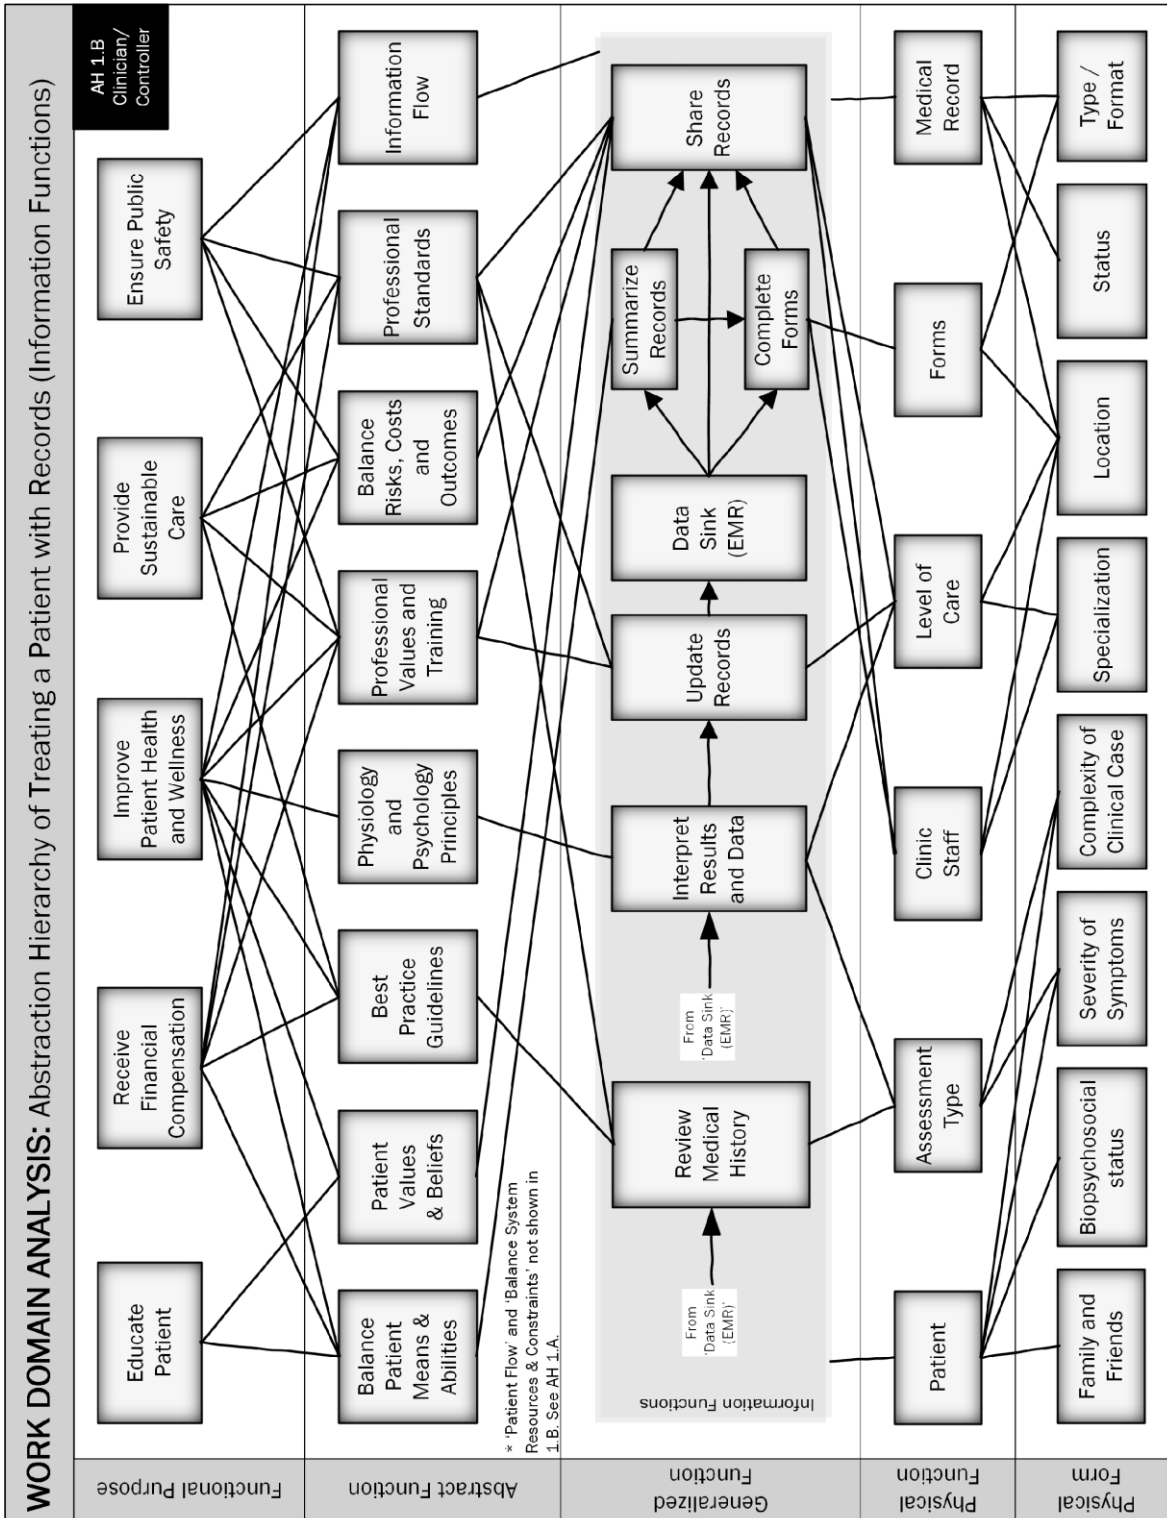 WORK DOMAIN ANALYSIS: Abstraction Hierarchy of Treating a Patient with Records (Information Functions)
AH 1.B
Clinician/
Controller
Functional Purpose
Educate
Patient
Receive
Financial
Compensation
Improve
Patient Health
and Wellness
Provide
Sustainable
Care
Ensure Public
Safety
Abstract Function
Balance
Patient
Means &
Abilities
Patient
Values
& Beliefs
Best
Practice
Guidelines
Physiology
and
Psychology
Principles
Professional
Values and
Training
Balance
Risks, Costs
and
Outcomes
Professional
Standards
Information
Flow
* 'Patient Flow' and 'Balance System
Resources & Constraints' not shown in
1.B. See AH 1.A.
Generalized
Function
Information Functions
From
'Data Sink
(EMR)'
Review
Medical
History
From
'Data Sink
(EMR)'
Interpret
Results
and Data
Update
Records
Data
Sink
(EMR)
Summarize
Records
Complete
Forms
Share
Records
Physical
Function
Patient
Assessment
Type
Clinic
Staff
Level of
Care
Forms
Medical
Record
Physical
Form
Family and
Friends
Biopsychosocial
status
Severity of
Symptoms
Complexity of
Clinical Case
Specialization
Location
Status
Type /
Format